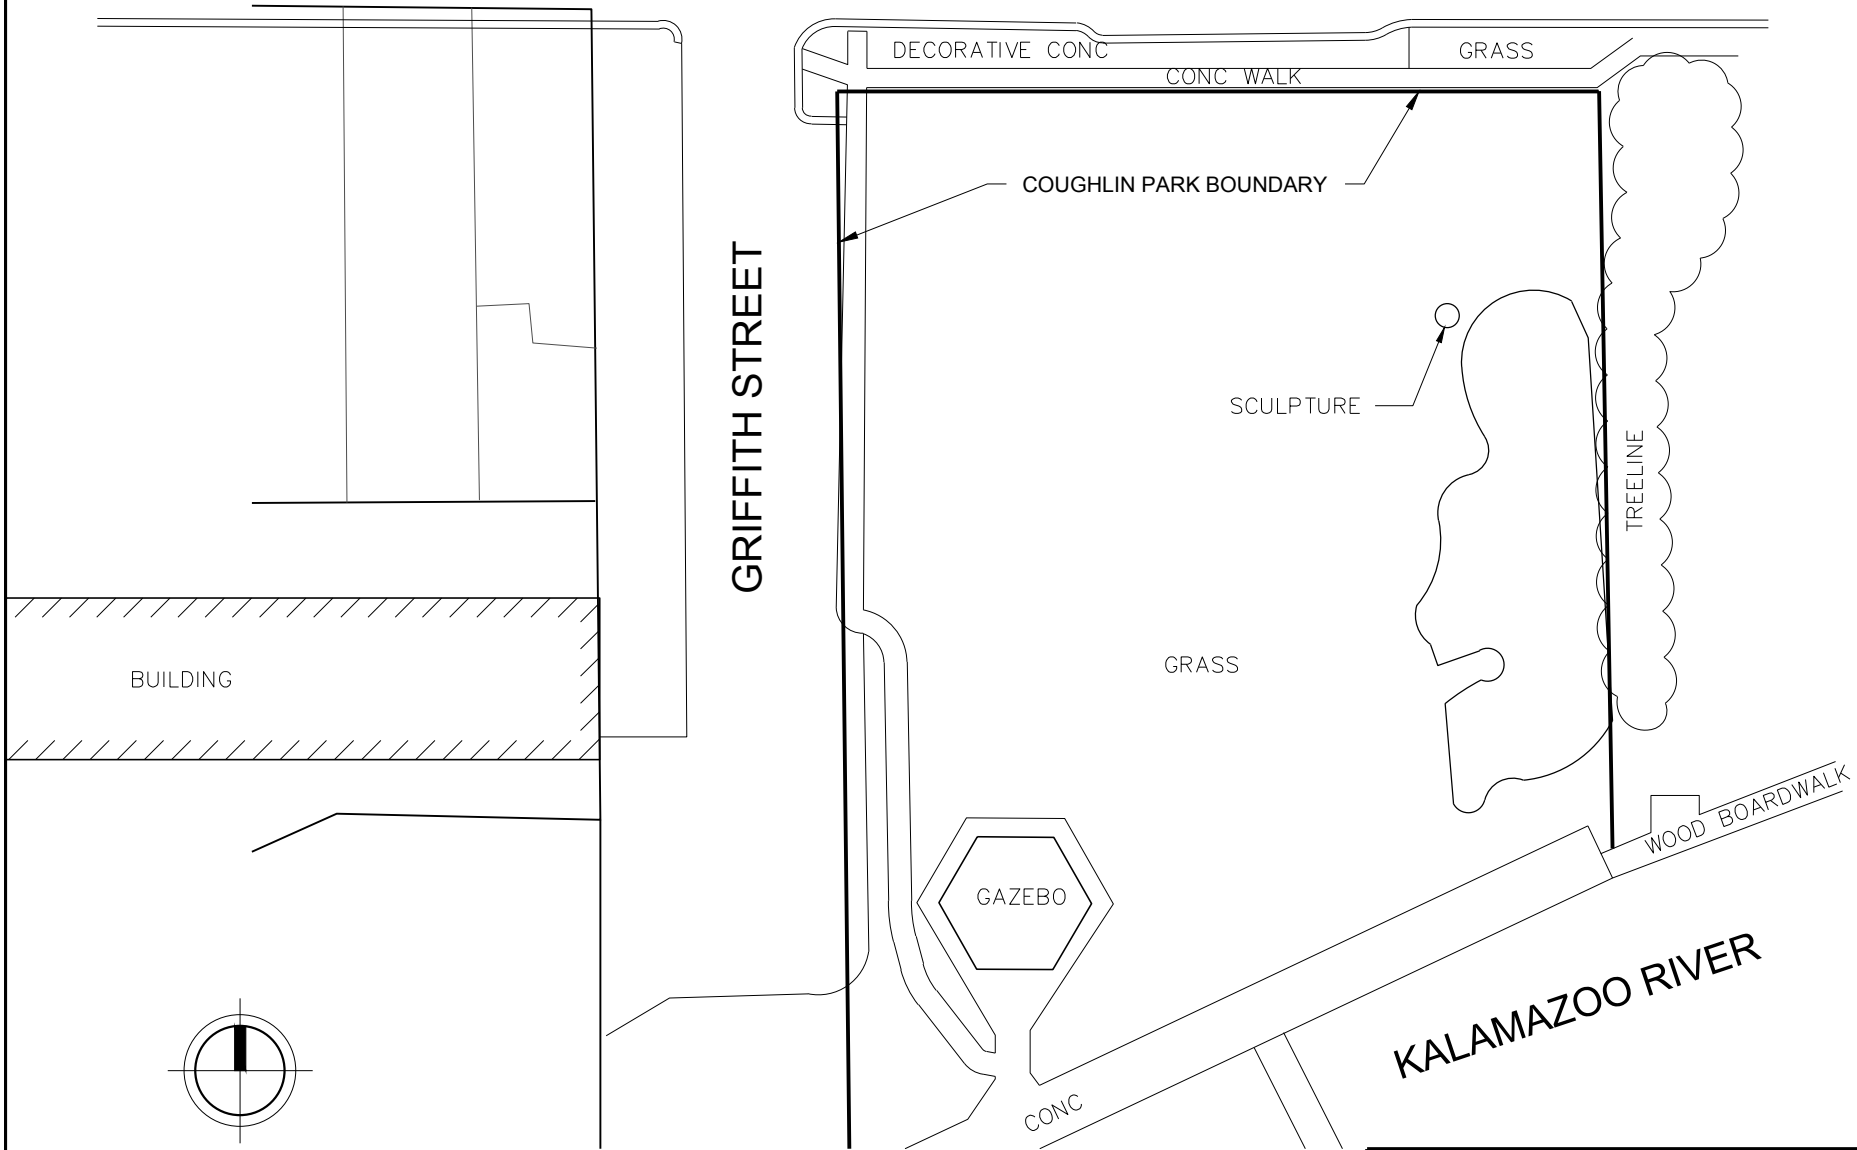 DECORATIVE CONC
GRASS
CONC WALK
COUGHLIN PARK BOUNDARY
GRIFFITH STREET
SCULPTURE
TREELINE
GRASS
BUILDING
WOOD BOARDWALK
GAZEBO
KALAMAZOO RIVER
CONC